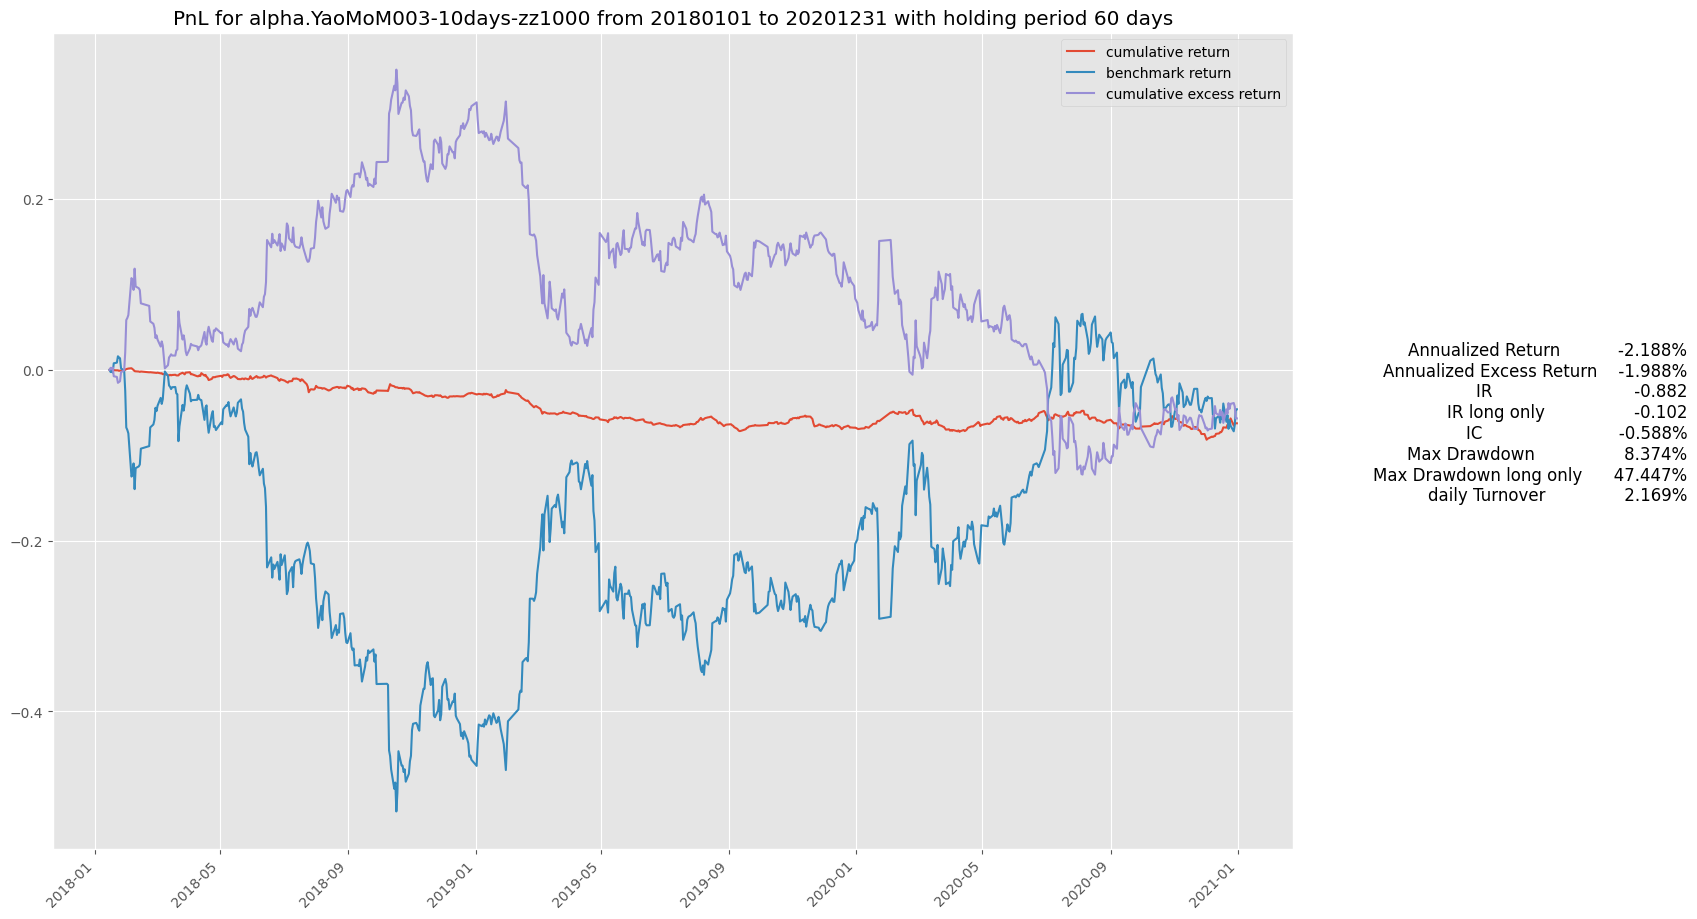 PnL for alpha.YaoMoM003-10days-zz1000 from 20180101 to 20201231 with holding period 60 days
cumulative return
benchmark return
cumulative excess return
0.2
0.0
−0.2
−0.4
2018-01
2018-05
2018-09
2019-01
2019-05
2019-09
2020-01
2020-05
2020-09
2021-01
Annualized Return -2.188%
Annualized Excess Return -1.988%
IR -0.882
IR long only -0.102
IC -0.588%
Max Drawdown 8.374%
Max Drawdown long only 47.447%
daily Turnover 2.169%